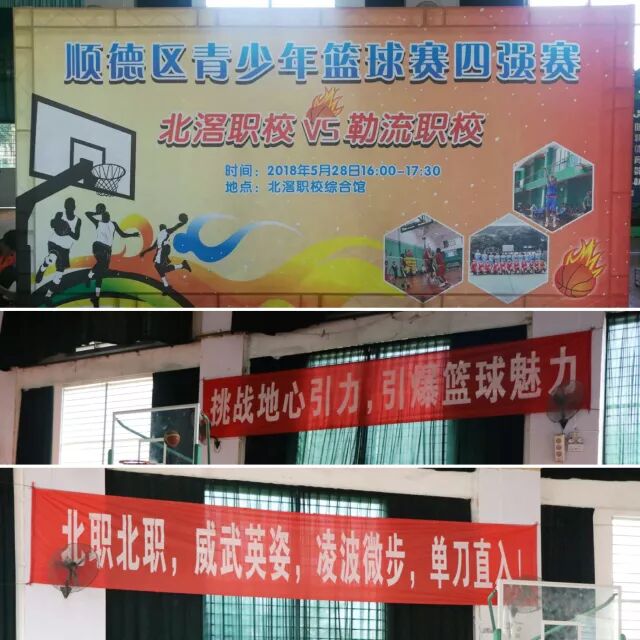 顺德区青少年篮球赛四强赛
北滘职校 VS 勒流职校
时间：2018年5月28日16:00-17:30
地点：北滘职校综合馆
挑战地心引力，引爆篮球魅力
北职北职，威武英姿，凌波微步，单刀直入！